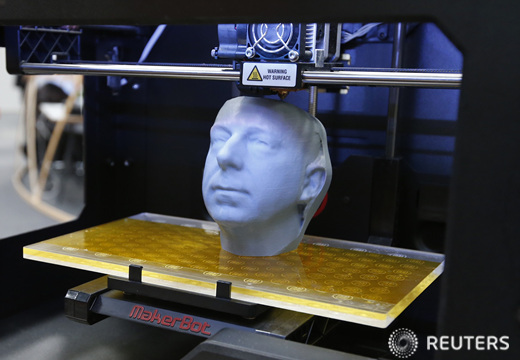 WARNING
HOT SURFACE
MakerBot
REUTERS